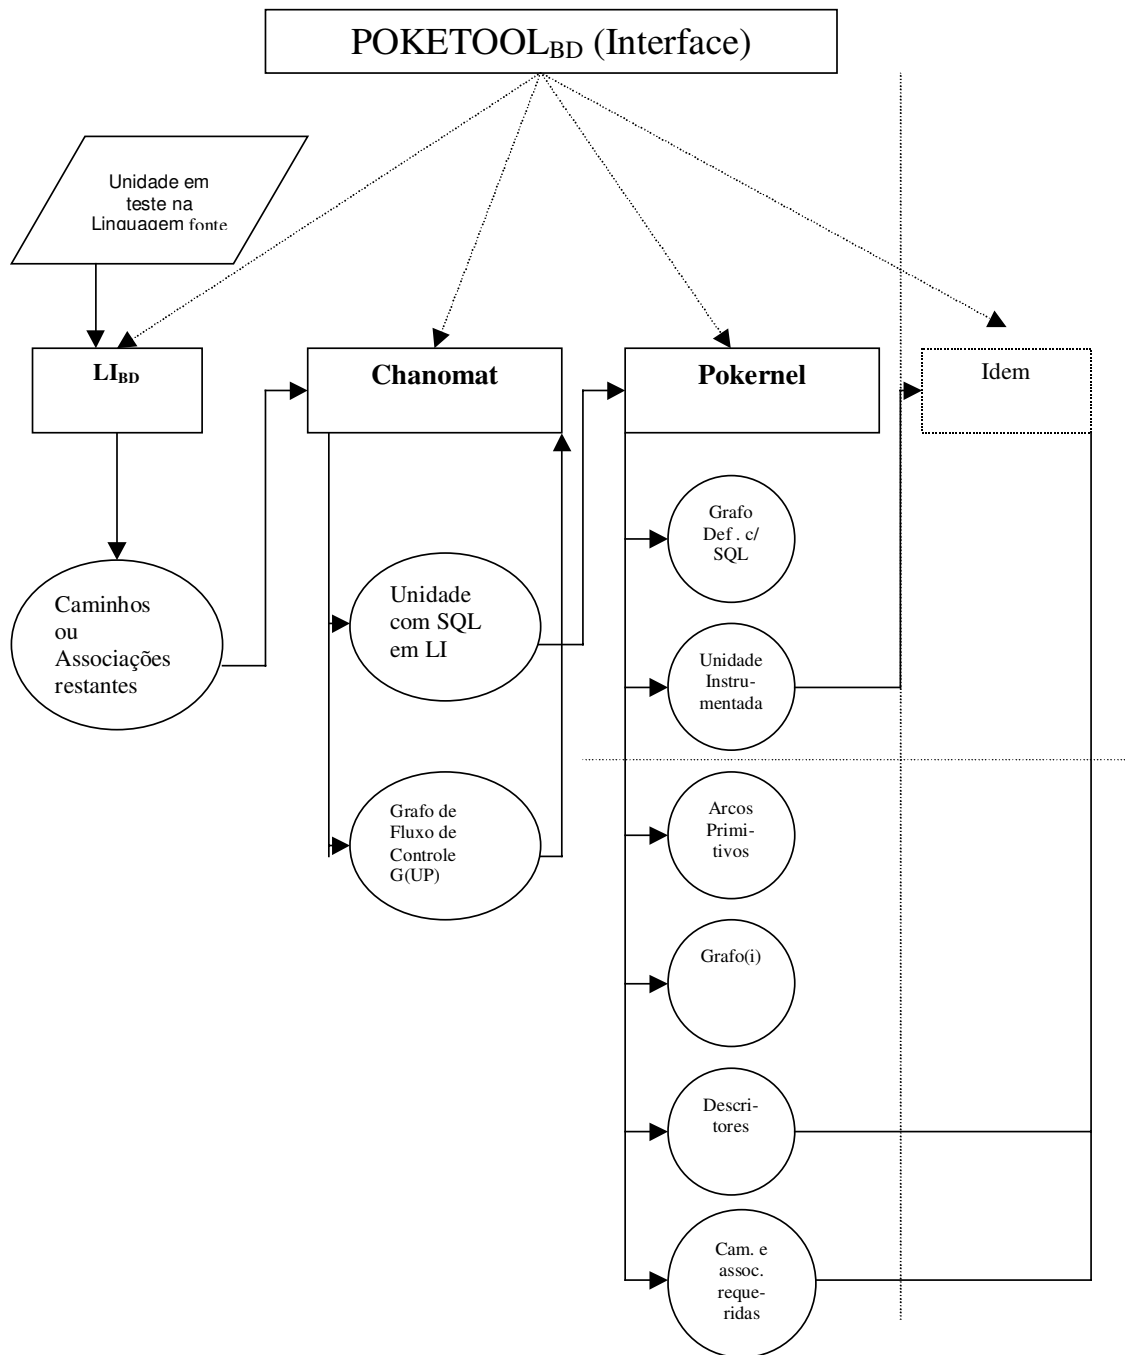 POKETOOLBD (Interface)
Unidade em
teste na
Linguagem fonte
LIBD
Chanomat
Pokernel
Idem
Caminhos
ou
Associações
restantes
Unidade
com SQL
em LI
Grafo de
Fluxo de
Controle
G(UP)
Grafo
Def . c/
SQL
Unidade
Instru-
mentada
Arcos
Primi-
tivos
Grafo(i)
Descri-
tores
Cam. e
assoc.
reque-
ridas